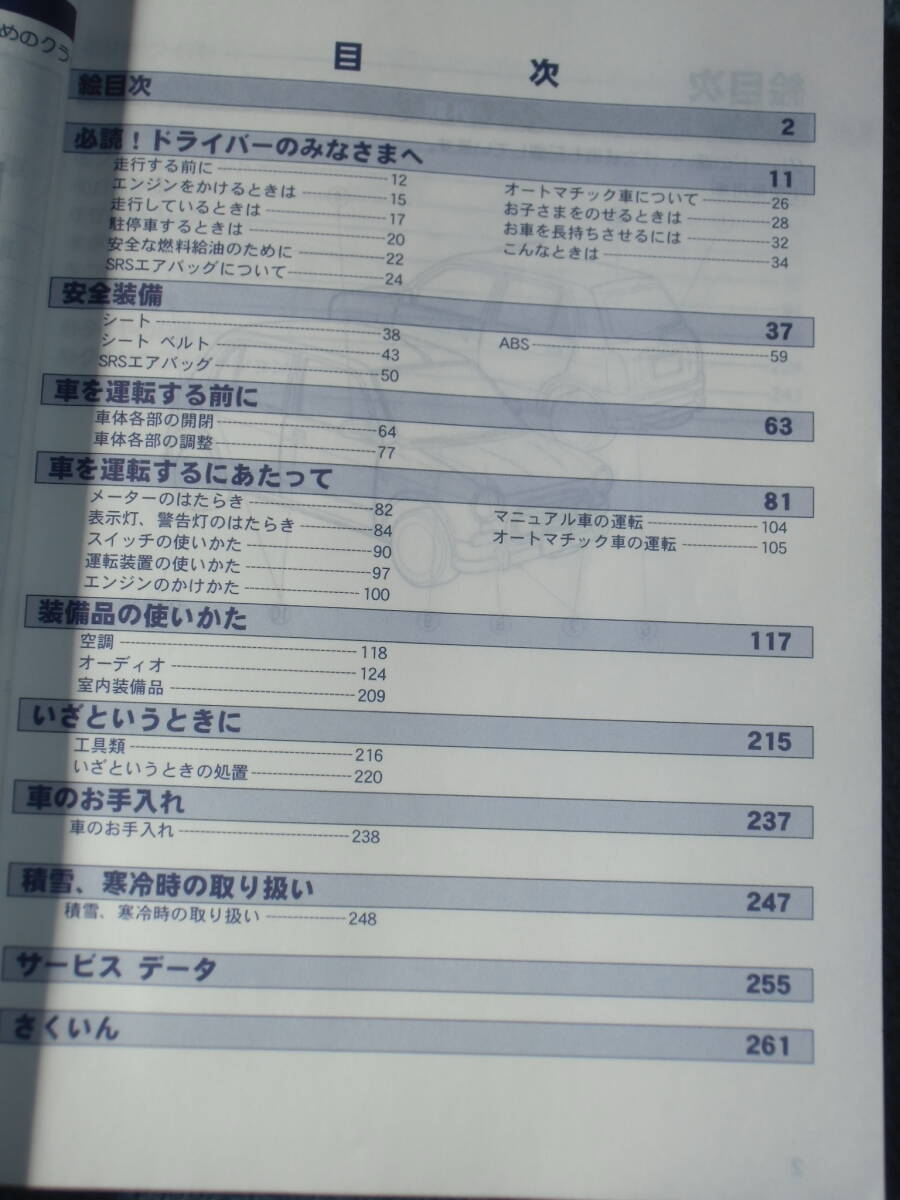 めのクラ
目 次
絵目次 2
必読！ドライバーのみなさまへ 11
走行する前に 12
エンジンをかけるときは 15
走行しているときは 17
駐停車するときは 20
安全な燃料給油のために 22
SRSエアバッグについて 24
オートマチック車について 26
お子さまをのせるときは 28
お車を長持ちさせるには 32
こんなときは 34
安全装備 37
シート 38
シート ベルト 43
SRSエアバッグ 50
ABS 59
車を運転する前に 63
車体各部の開閉 64
車体各部の調整 77
車を運転するにあたって 81
メーターのはたらき 82
表示灯、警告灯のはたらき 84
スイッチの使いかた 90
運転装置の使いかた 97
エンジンのかけかた 100
マニュアル車の運転 104
オートマチック車の運転 105
装備品の使いかた 117
空調 118
オーディオ 124
室内装備品 209
いざというときに 215
工具類 216
いざというときの処置 220
車のお手入れ 237
車のお手入れ 238
積雪、寒冷時の取り扱い 247
積雪、寒冷時の取り扱い 248
サービス データ 255
さくいん 261